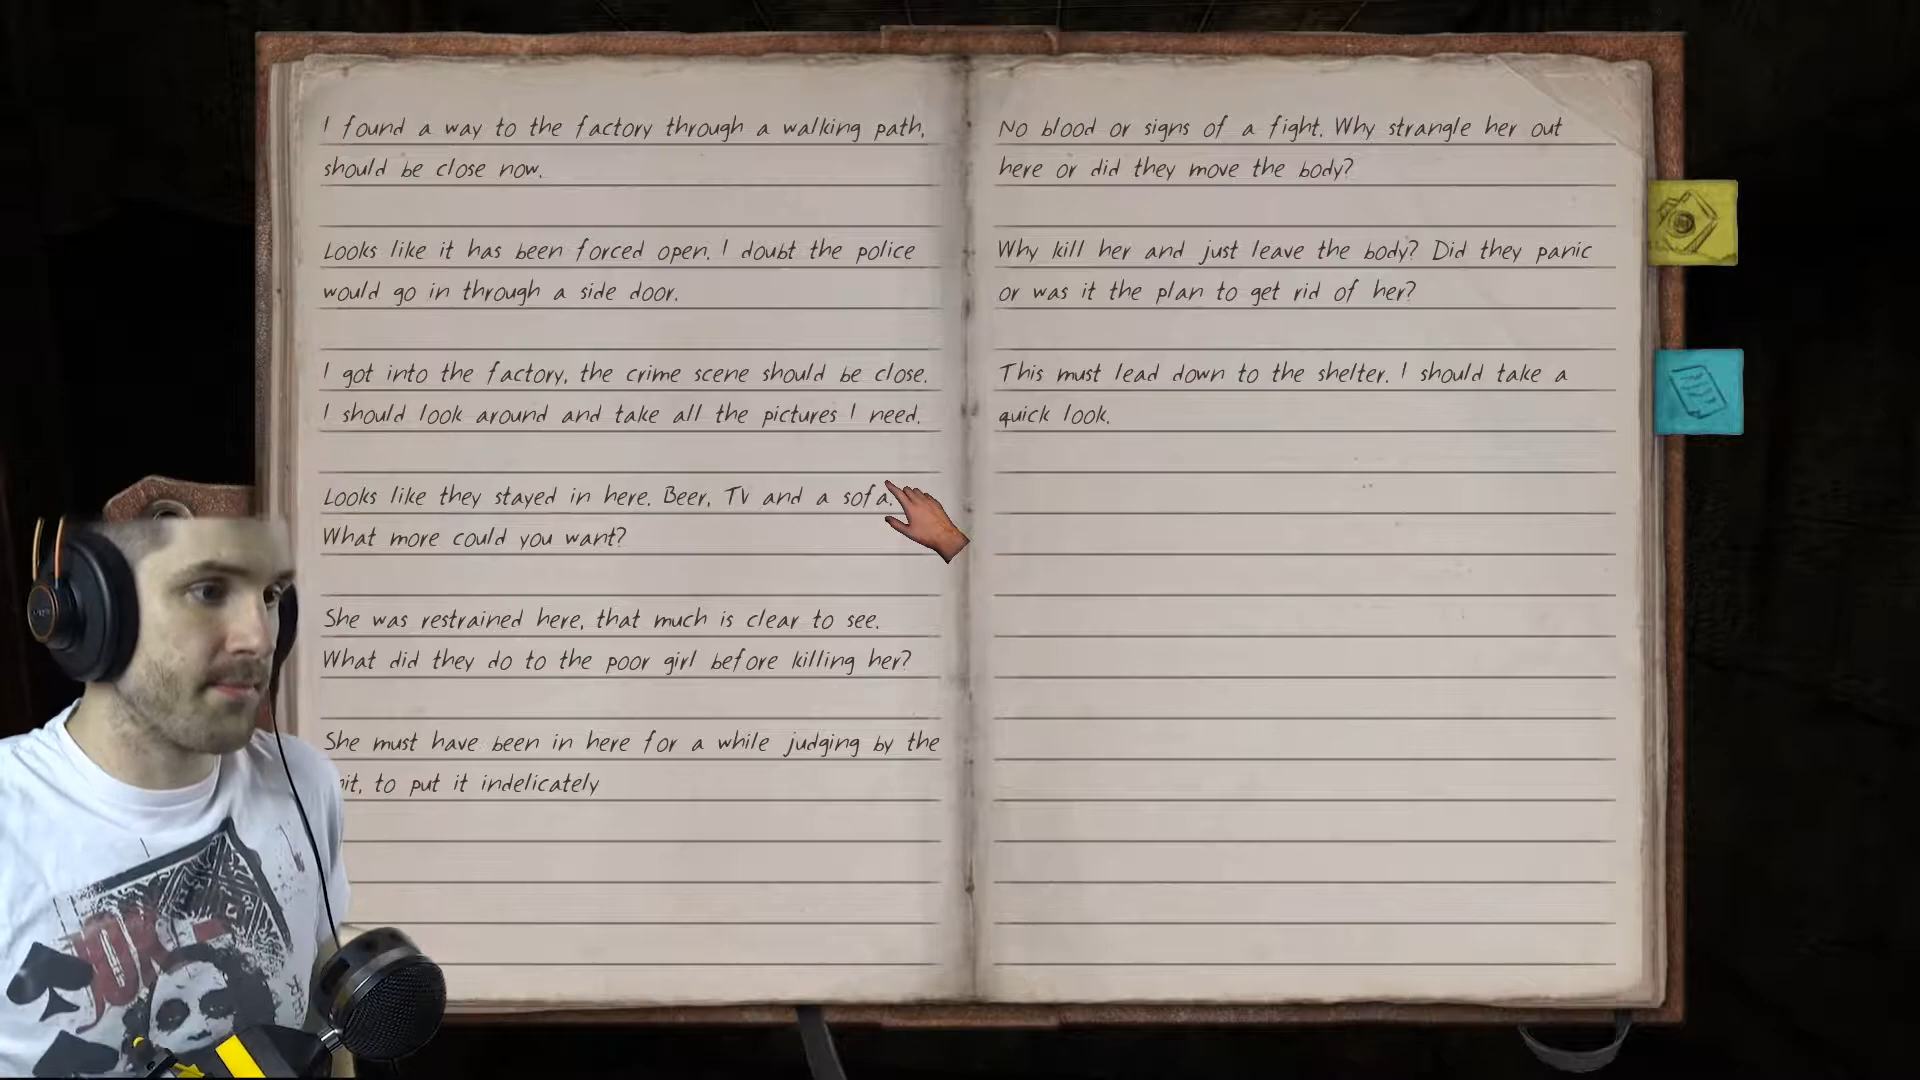 I found a way to the factory through a walking path,
should be close now.
Looks like it has been forced open. I doubt the police
would go in through a side door.
I got into the factory, the crime scene should be close.
I should look around and take all the pictures I need.
Looks like they stayed in here. Beer, TV and a sofa.
What more could you want?
She was restrained here, that much is clear to see.
What did they do to the poor girl before killing her?
She must have been in here for a while judging by the
to put it indelicately
No blood or signs of a fight. Why strangle her out
here or did they move the body?
Why kill her and just leave the body? Did they panic
or was it the plan to get rid of her?
This must lead down to the shelter. I should take a
quick look.